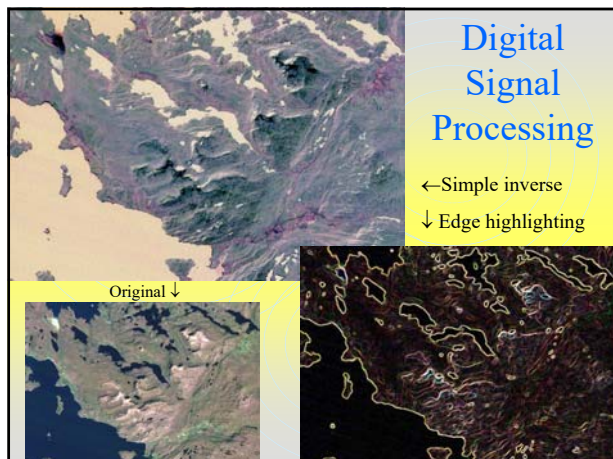 Digital
Signal
Processing
←Simple inverse
↓ Edge highlighting
Original ↓